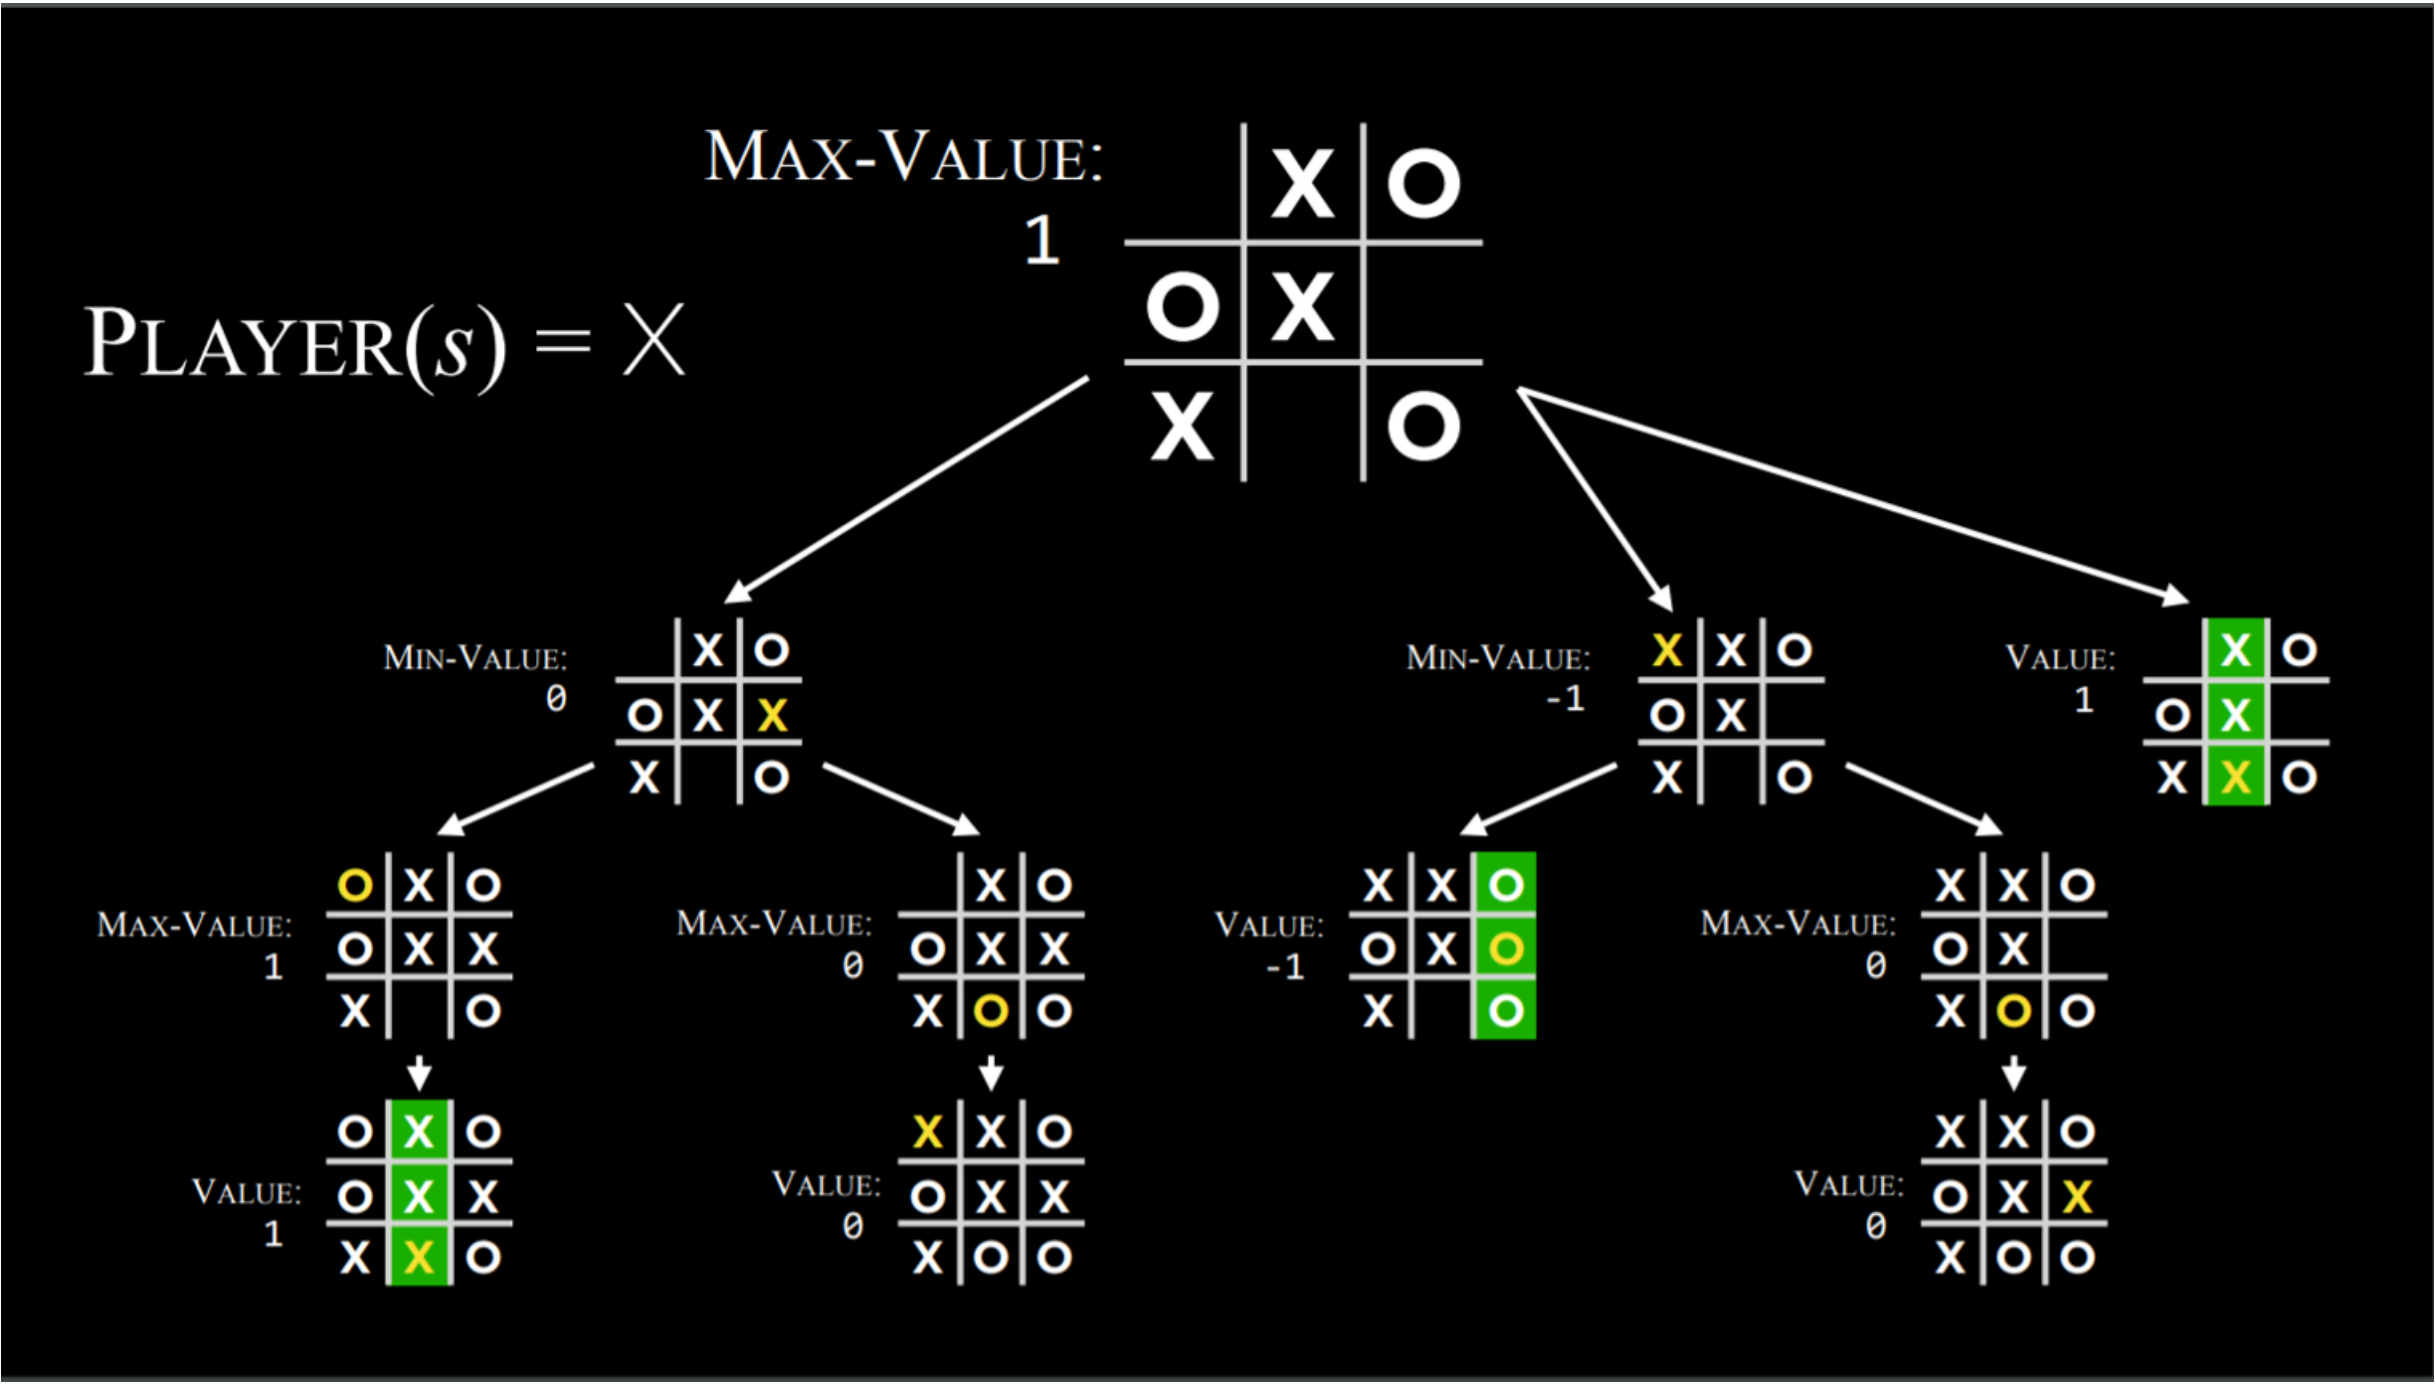 MAX-VALUE:
1
X O
O X
X O
PLAYER(s) = X
MIN-VALUE:
0
X O
O X X
X O
MIN-VALUE:
-1
X X O
O X
X O
VALUE:
1
X O
O X
X X O
MAX-VALUE:
1
O X O
O X X
X O
MAX-VALUE:
0
X O
O X X
X O O
VALUE:
-1
X X O
O X O
X O
MAX-VALUE:
0
X X O
O X
X O O
VALUE:
1
O X O
O X X
X X O
VALUE:
0
X X O
O X X
X O O
VALUE:
0
X X O
O X X
X O O